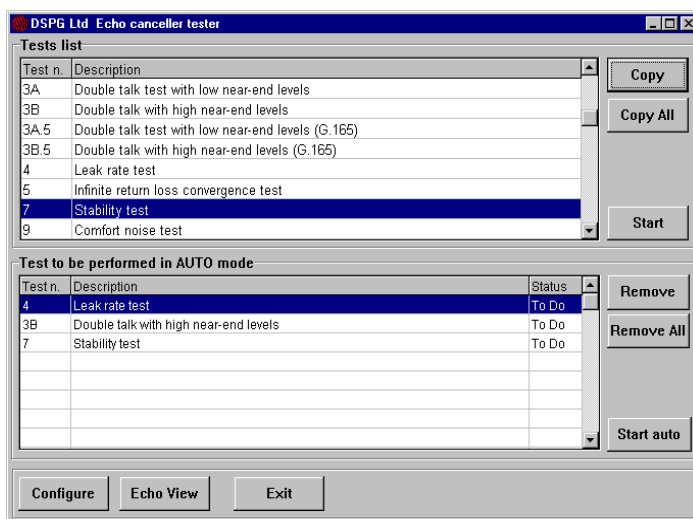 DSPG Ltd Echo canceller tester
Tests list
Test n. Description
3A Double talk test with low near-end levels
3B Double talk with high near-end levels
3A.5 Double talk test with low near-end levels (G.165)
3B.5 Double talk with high near-end levels (G.165)
4 Leak rate test
5 Infinite return loss convergence test
7 Stability test
9 Comfort noise test
Copy
Copy All
Start
Test to be performed in AUTO mode
Test n. Description Status
4 Leak rate test To Do
3B Double talk with high near-end levels To Do
7 Stability test To Do
Remove
Remove All
Start auto
Configure Echo View Exit